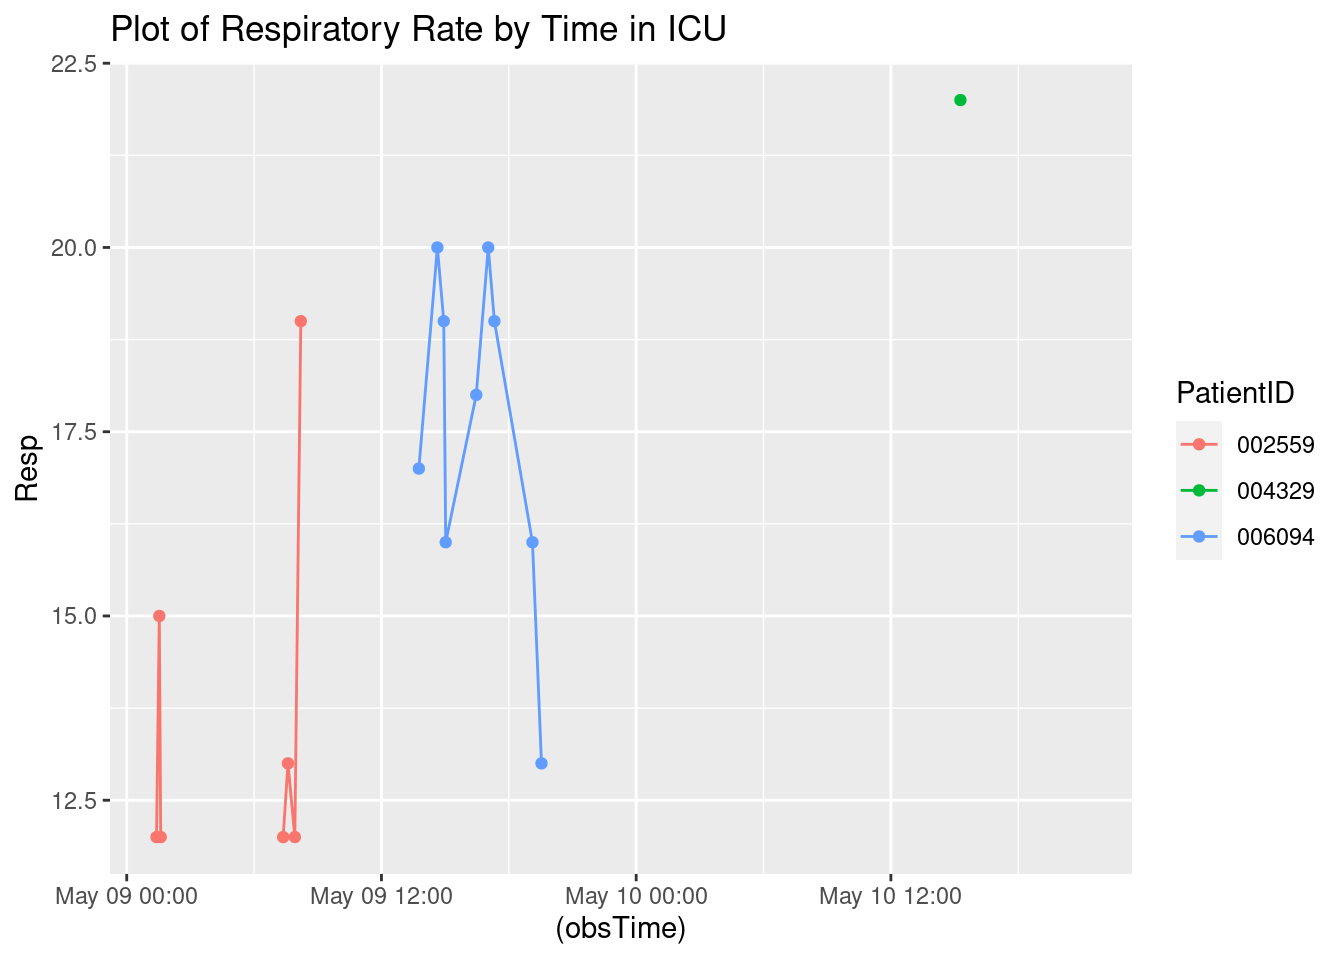 Plot of Respiratory Rate by Time in ICU
22.5
20.0
17.5
15.0
12.5
Resp
May 09 00:00
May 09 12:00
May 10 00:00
May 10 12:00
(obsTime)
PatientID
002559
004329
006094